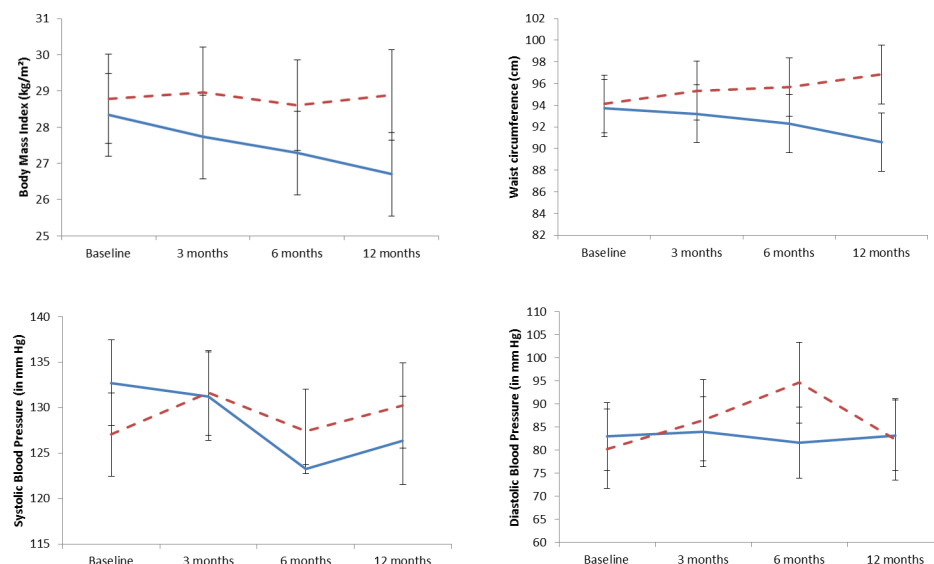 Body Mass Index (kg/m²)
31
30
29
28
27
26
25
Baseline
3 months
6 months
12 months
Waist circumference (cm)
102
100
98
96
94
92
90
88
86
84
82
Baseline
3 months
6 months
12 months
Systolic Blood Pressure (in mm Hg)
140
135
130
125
120
115
Baseline
3 months
6 months
12 months
Diastolic Blood Pressure (in mm Hg)
110
105
100
95
90
85
80
75
70
65
60
Baseline
3 months
6 months
12 months